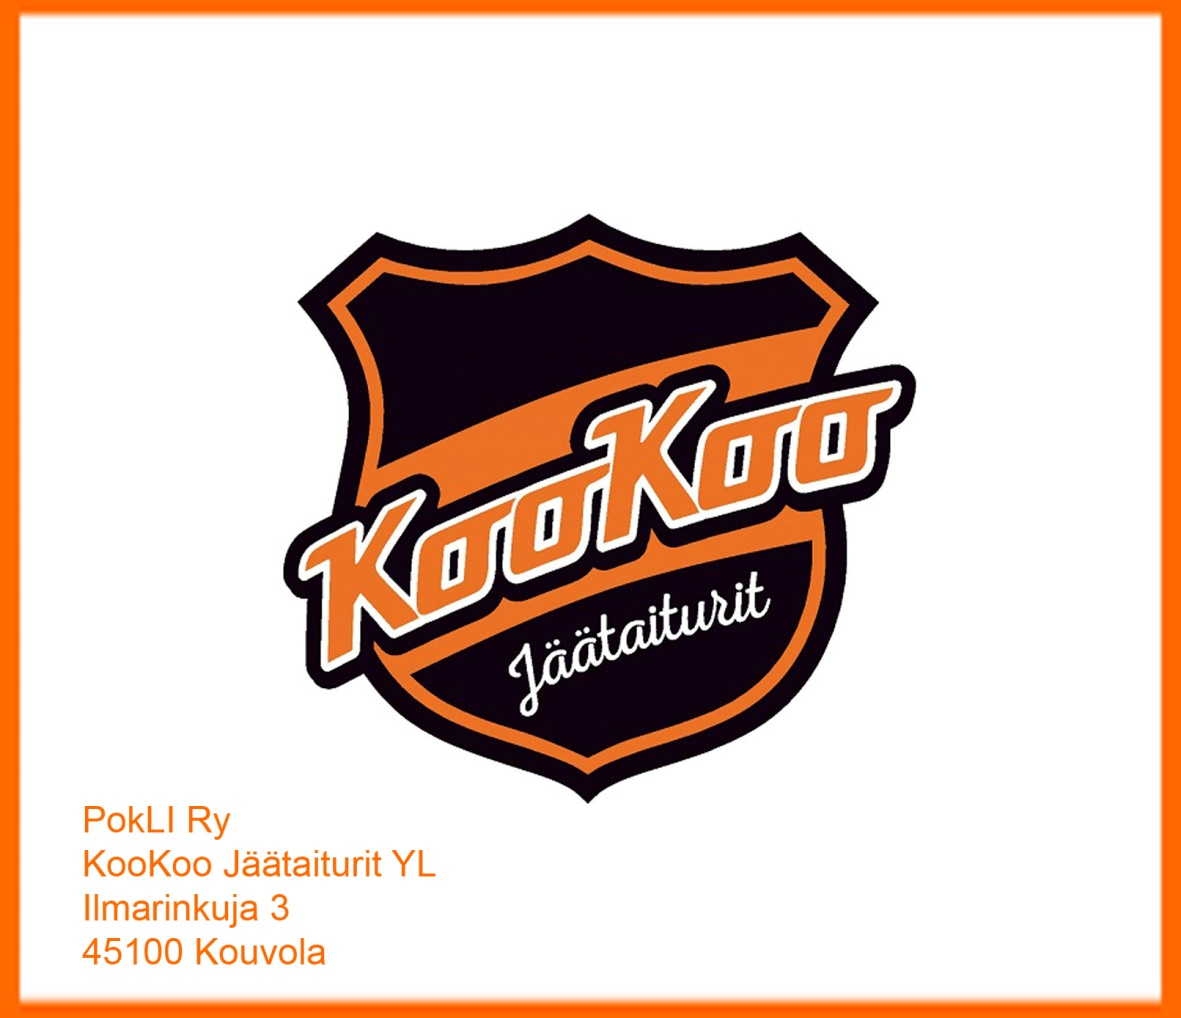 KooKoo
Jäätaiturit
PokLI Ry
KooKoo Jäätaiturit YL
Ilmarinkuja 3
45100 Kouvola